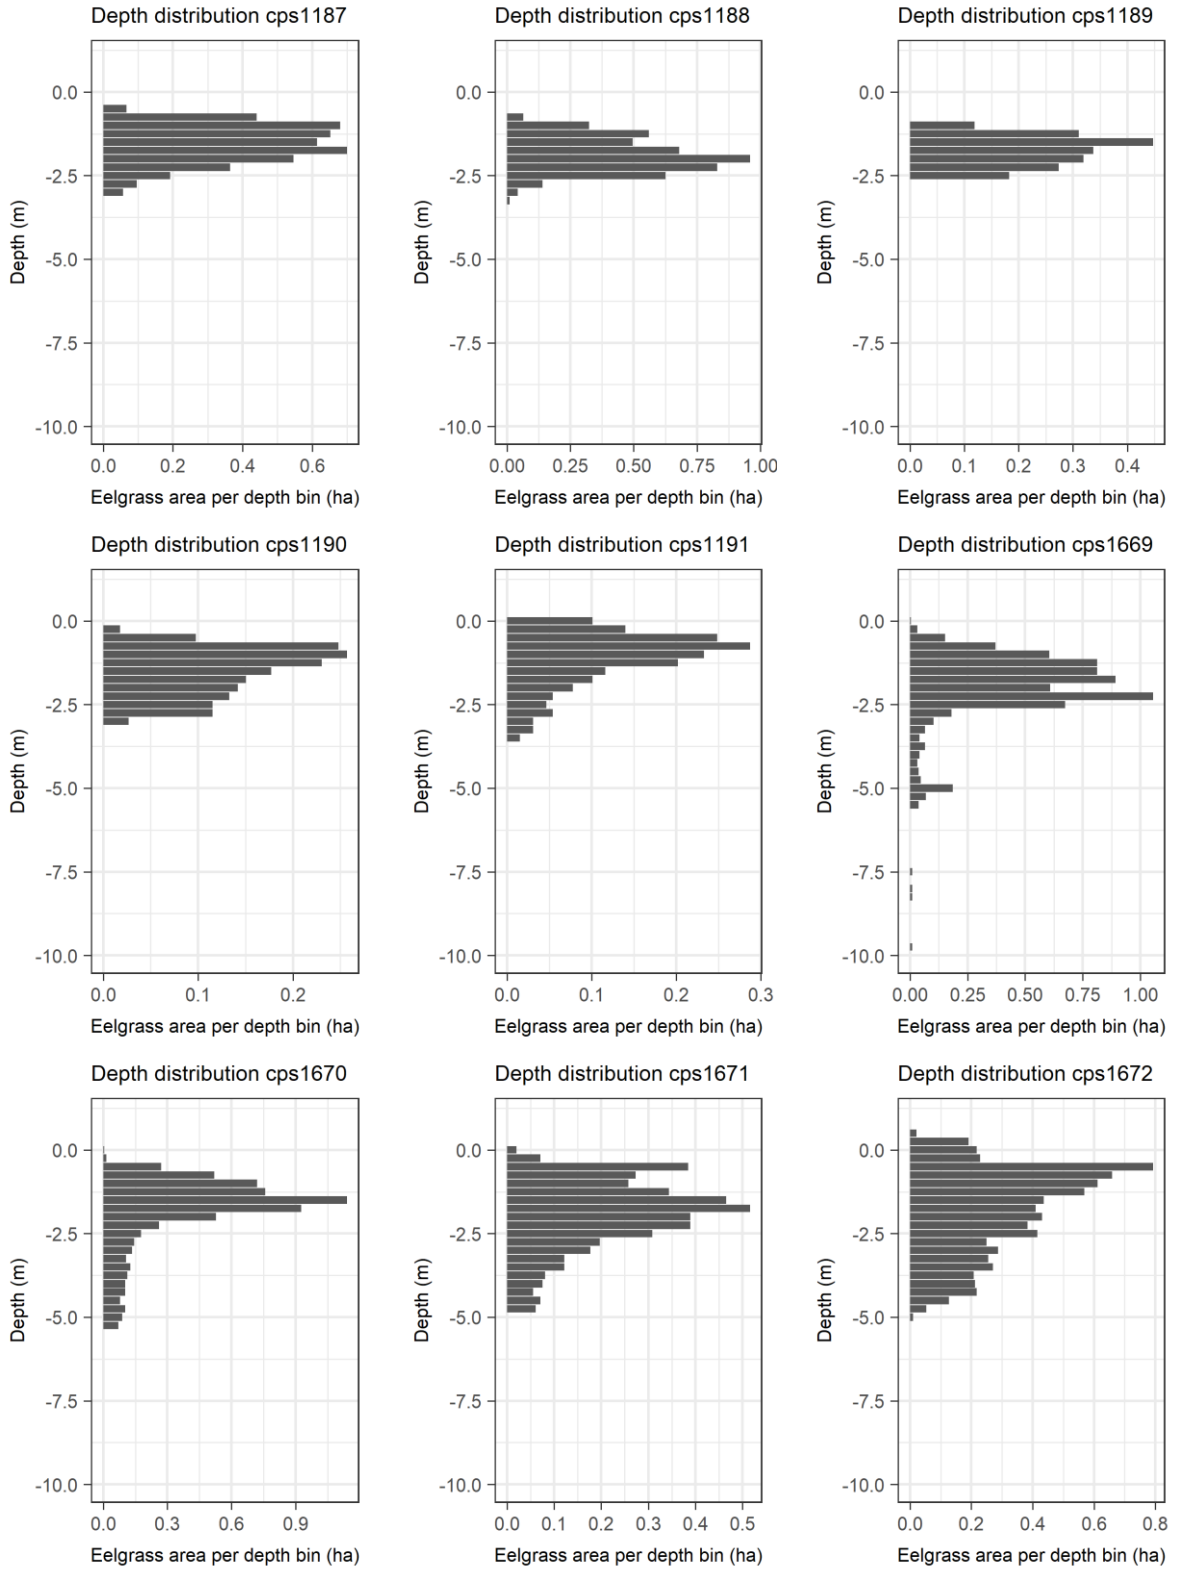 Depth distribution cps1187
Depth (m)
0.0
-2.5
-5.0
-7.5
-10.0
0.0 0.2 0.4 0.6
Eelgrass area per depth bin (ha)
Depth distribution cps1188
Depth (m)
0.0
-2.5
-5.0
-7.5
-10.0
0.00 0.25 0.50 0.75 1.00
Eelgrass area per depth bin (ha)
Depth distribution cps1189
Depth (m)
0.0
-2.5
-5.0
-7.5
-10.0
0.0 0.1 0.2 0.3 0.4
Eelgrass area per depth bin (ha)
Depth distribution cps1190
Depth (m)
0.0
-2.5
-5.0
-7.5
-10.0
0.0 0.1 0.2
Eelgrass area per depth bin (ha)
Depth distribution cps1191
Depth (m)
0.0
-2.5
-5.0
-7.5
-10.0
0.0 0.1 0.2 0.3
Eelgrass area per depth bin (ha)
Depth distribution cps1669
Depth (m)
0.0
-2.5
-5.0
-7.5
-10.0
0.00 0.25 0.50 0.75 1.00
Eelgrass area per depth bin (ha)
Depth distribution cps1670
Depth (m)
0.0
-2.5
-5.0
-7.5
-10.0
0.0 0.3 0.6 0.9
Eelgrass area per depth bin (ha)
Depth distribution cps1671
Depth (m)
0.0
-2.5
-5.0
-7.5
-10.0
0.0 0.1 0.2 0.3 0.4 0.5
Eelgrass area per depth bin (ha)
Depth distribution cps1672
Depth (m)
0.0
-2.5
-5.0
-7.5
-10.0
0.0 0.2 0.4 0.6 0.8
Eelgrass area per depth bin (ha)